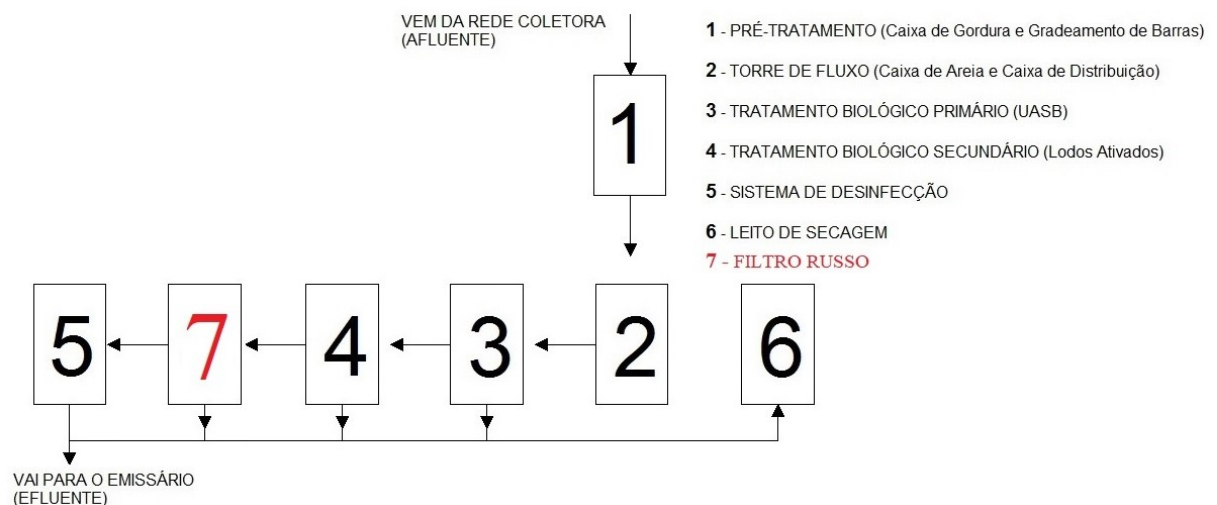 VEM DA REDE COLETORA
(AFLUENTE)
1
1 - PRÉ-TRATAMENTO (Caixa de Gordura e Gradeamento de Barras)
2 - TORRE DE FLUXO (Caixa de Areia e Caixa de Distribuição)
3 - TRATAMENTO BIOLÓGICO PRIMÁRIO (UASB)
4 - TRATAMENTO BIOLÓGICO SECUNDÁRIO (Lodos Ativados)
5 - SISTEMA DE DESINFECÇÃO
6 - LEITO DE SECAGEM
7 - FILTRO RUSSO
5 7 4 3 2 6
VAI PARA O EMISSÁRIO
(EFLUENTE)